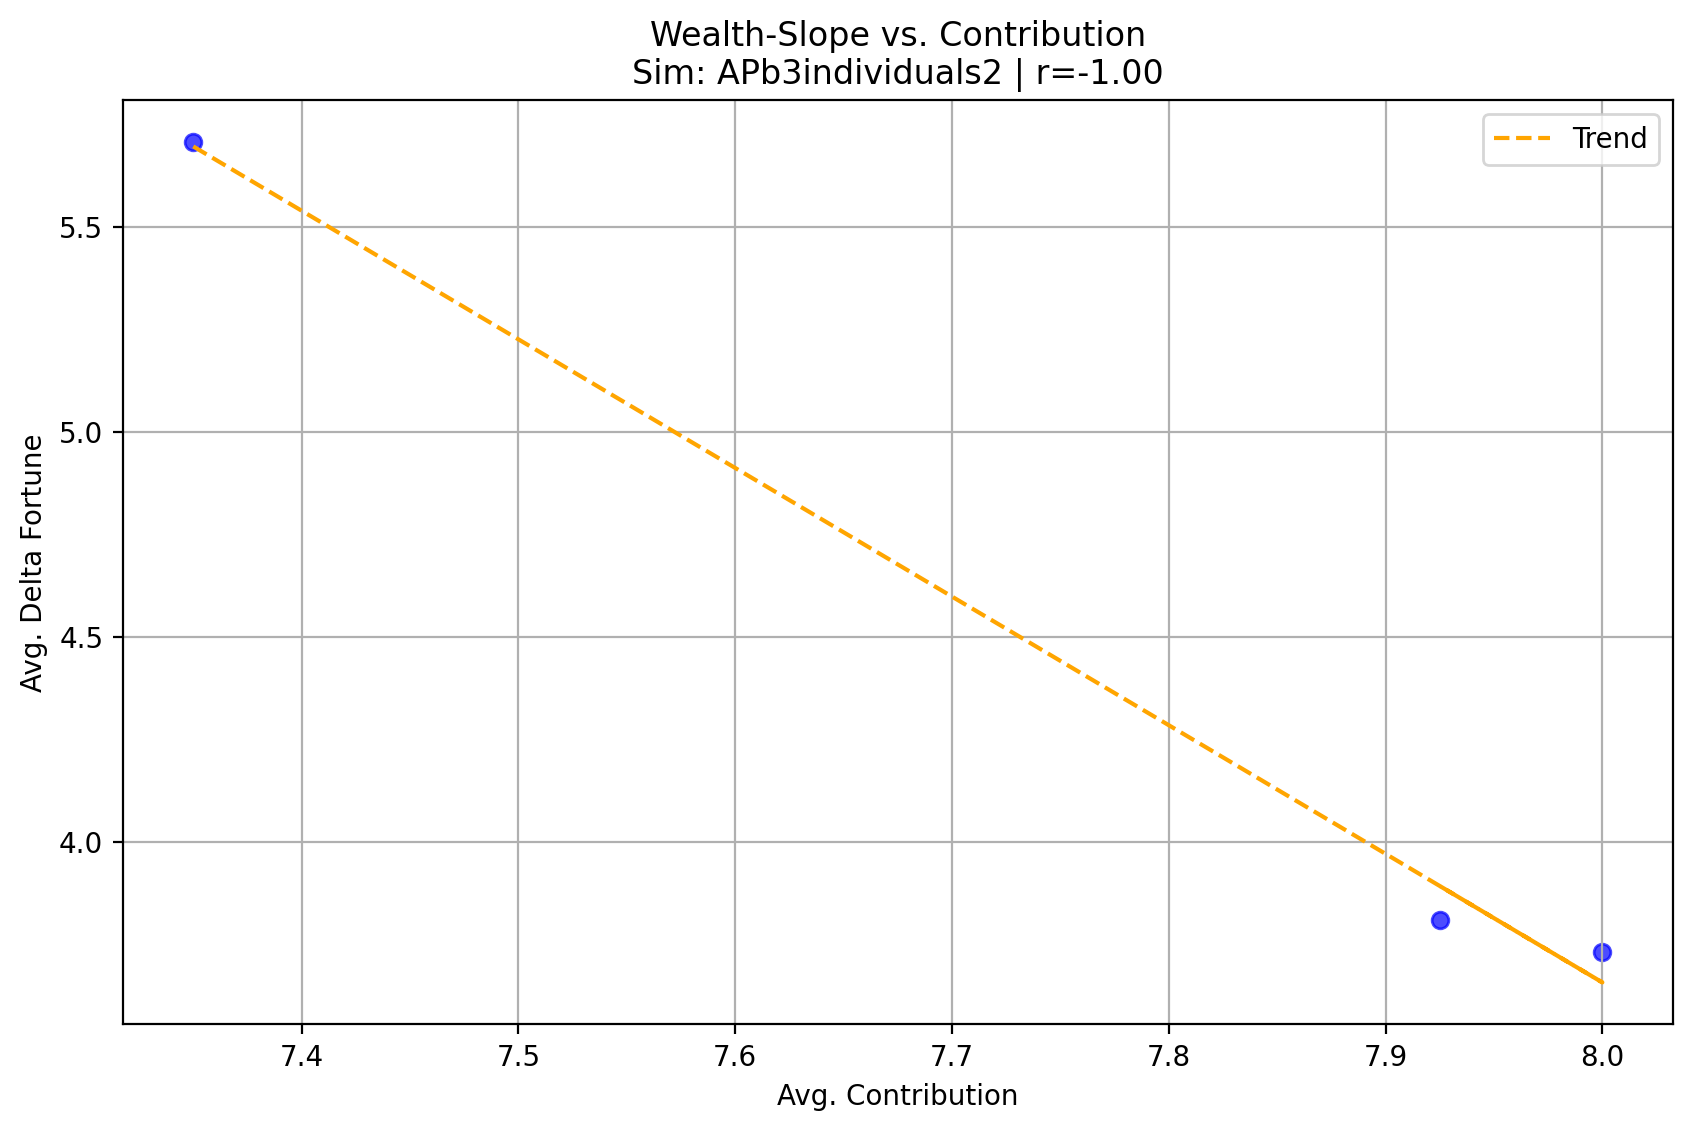 Wealth-Slope vs. Contribution
Sim: APb3individuals2 | r=-1.00
Trend
5.5
5.0
4.5
4.0
Avg. Delta Fortune
7.4 7.5 7.6 7.7 7.8 7.9 8.0
Avg. Contribution